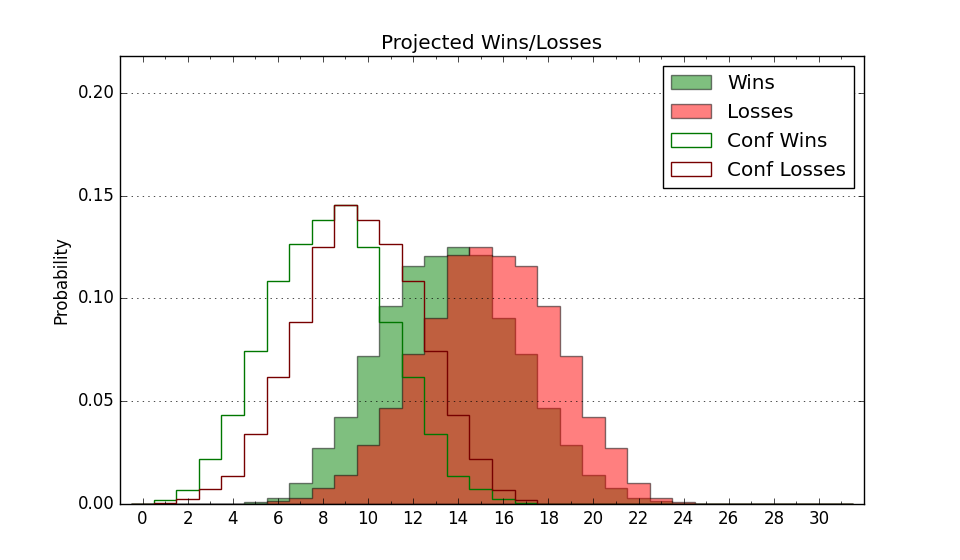 Projected Wins/Losses
Wins
Losses
Conf Wins
Conf Losses
Probability
0.20
0.15
0.10
0.05
0.00
0 2 4 6 8 10 12 14 16 18 20 22 24 26 28 30